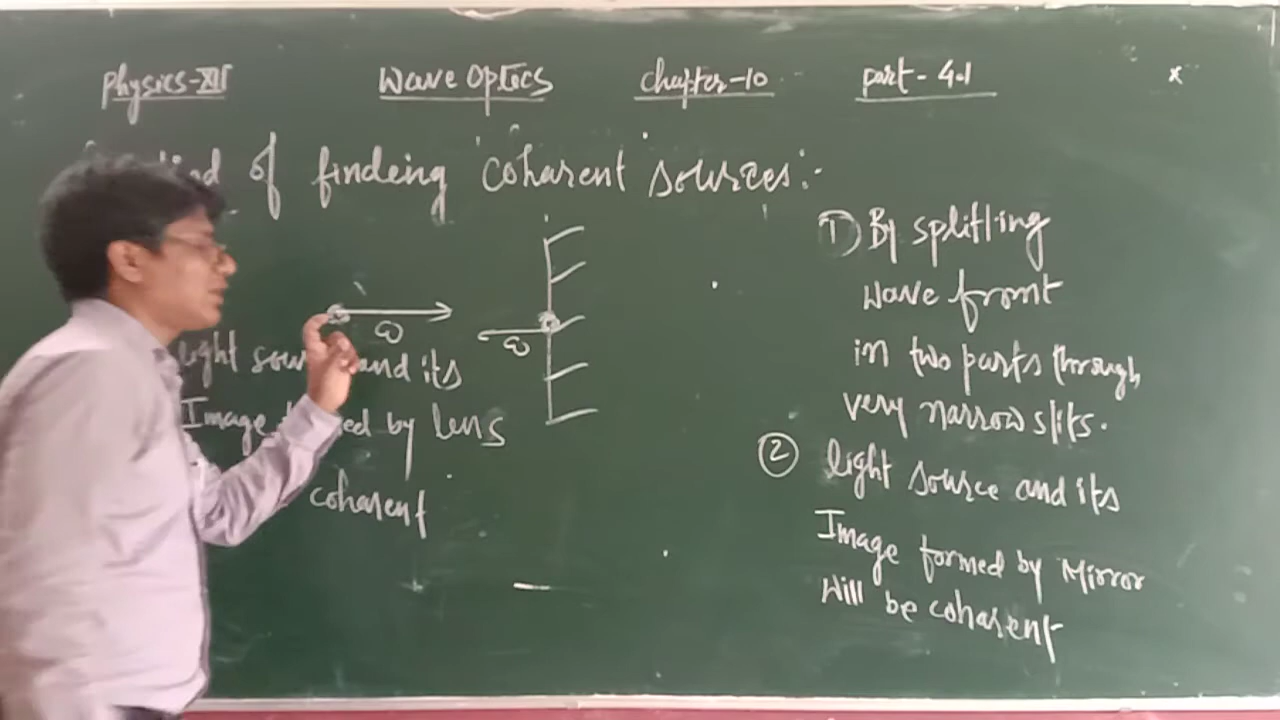 Physics-XII Wave Optics chapter-10 part-4.1
of findeing coharent sources:-
① By splitting
wave front
in two parts through
very narrow slits.
② light source and its
Image formed by Mirror
Will be coharent
ω
ω
light and its
Image by lens
coharent